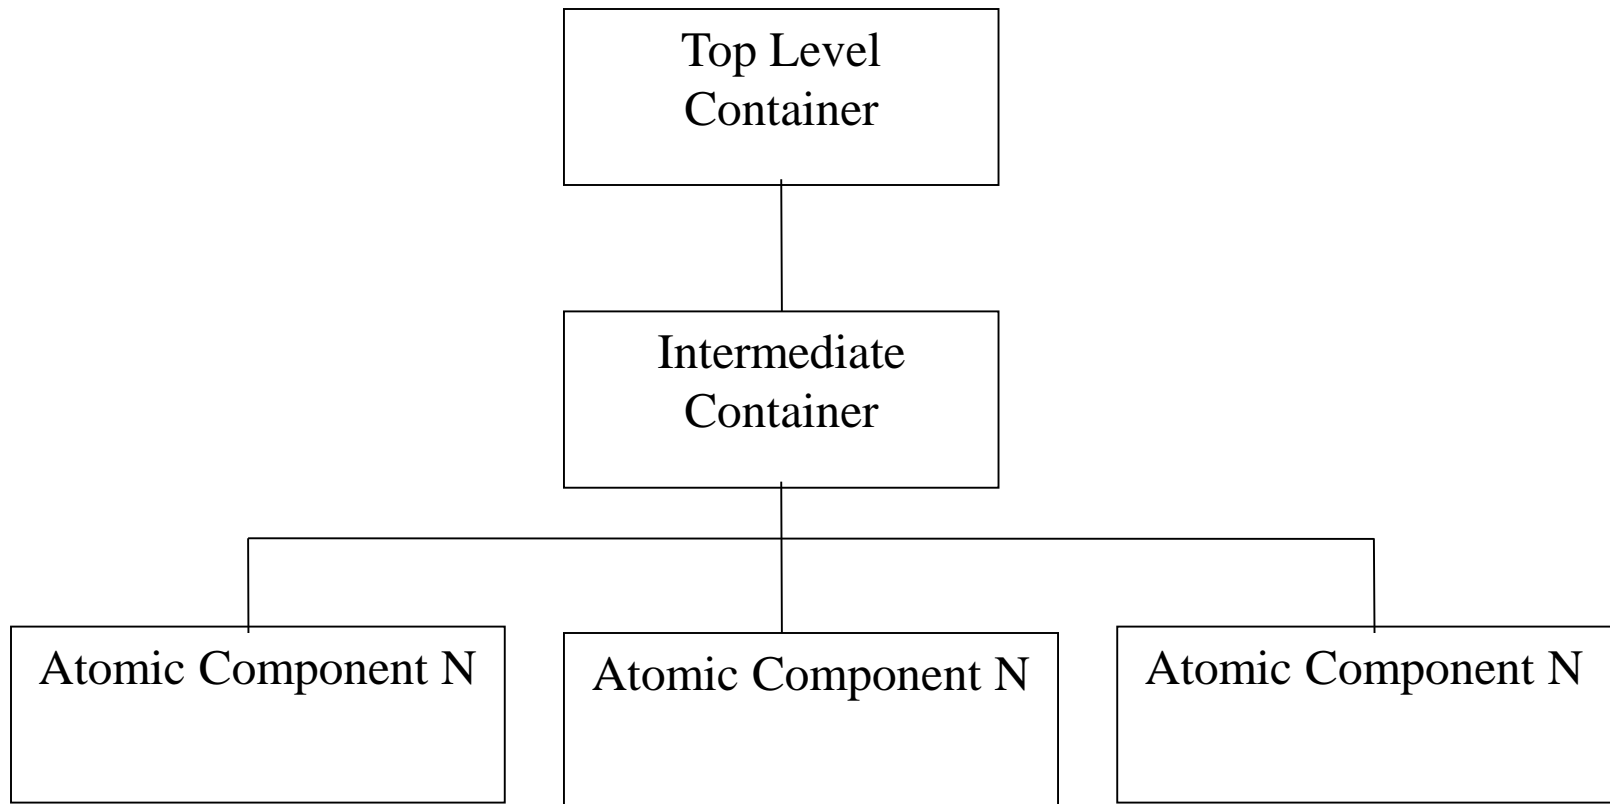 Top Level
Container
Intermediate
Container
Atomic Component N
Atomic Component N
Atomic Component N